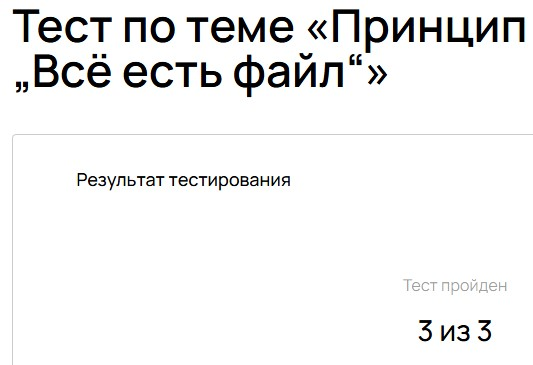 Тест по теме «Принцип
„Всё есть файл“»
Результат тестирования
Тест пройден
3 из 3